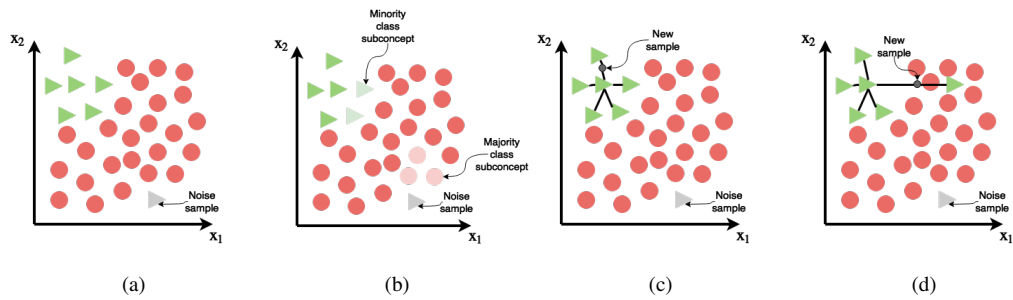 x2
Noise
sample
x1
(a)
Minority
class
subconcept
x2
Majority
class
subconcept
Noise
sample
x1
(b)
New
sample
x2
Noise
sample
x1
(c)
New
sample
x2
Noise
sample
x1
(d)